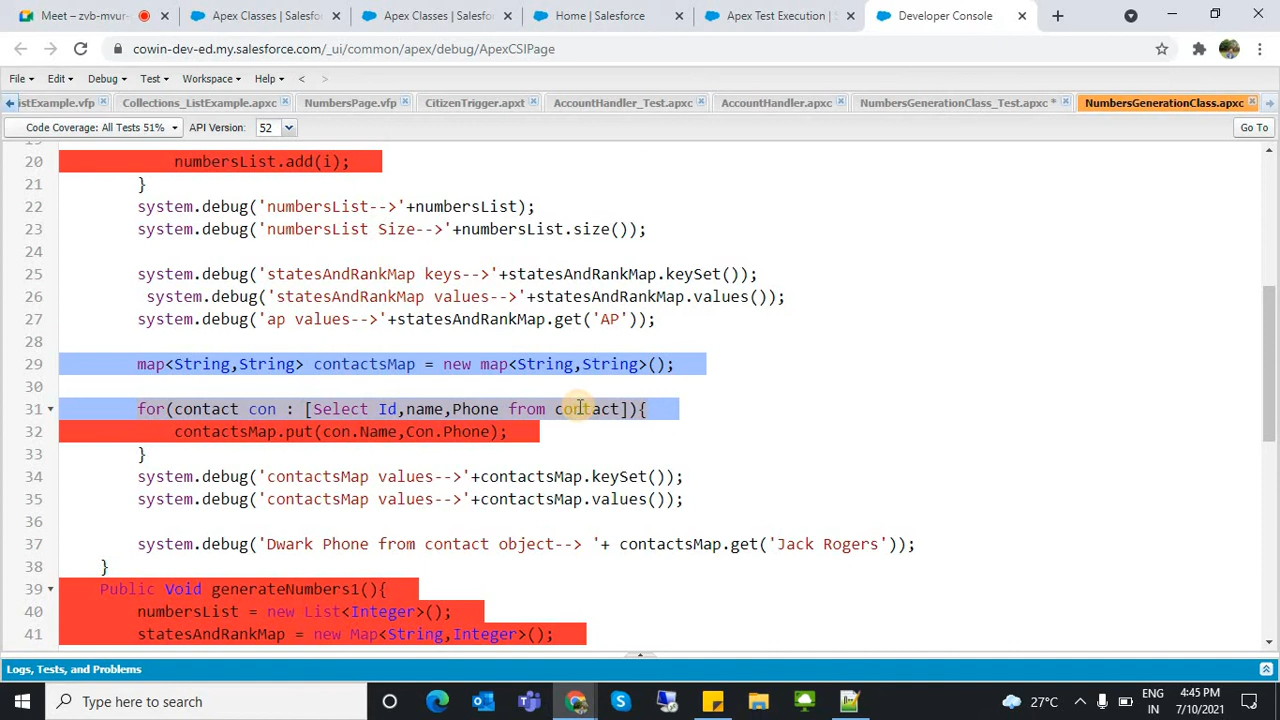 Meet – zvb-mvur-
Apex Classes | Salesfo
Apex Classes | Salesfo
Home | Salesforce
Apex Test Execution | S
Developer Console
cowin-dev-ed.my.salesforce.com/_ui/common/apex/debug/ApexCSIPage
File Edit Debug Test Workspace Help < >
istExample.vfp
Collections_ListExample.apxc
NumbersPage.vfp
CitizenTrigger.apxt
AccountHandler_Test.apxc
AccountHandler.apxc
NumbersGenerationClass_Test.apxc *
NumbersGenerationClass.apxc
Code Coverage: All Tests 51% API Version: 52 Go To
20 numbersList.add(i);
21 }
22 system.debug('numbersList-->'+numbersList);
23 system.debug('numbersList Size-->'+numbersList.size());
24
25 system.debug('statesAndRankMap keys-->'+statesAndRankMap.keySet());
26 system.debug('statesAndRankMap values-->'+statesAndRankMap.values());
27 system.debug('ap values-->'+statesAndRankMap.get('AP'));
28
29 map<String,String> contactsMap = new map<String,String>();
30
31 for(contact con : [Select Id,name,Phone from contact]){
32 contactsMap.put(con.Name,Con.Phone);
33 }
34 system.debug('contactsMap values-->'+contactsMap.keySet());
35 system.debug('contactsMap values-->'+contactsMap.values());
36
37 system.debug('Dwark Phone from contact object--> '+ contactsMap.get('Jack Rogers'));
38 }
39 Public Void generateNumbers1(){
40 numbersList = new List<Integer>();
41 statesAndRankMap = new Map<String,Integer>();
Logs, Tests, and Problems
Type here to search
27°C
ENG
IN
4:45 PM
7/10/2021